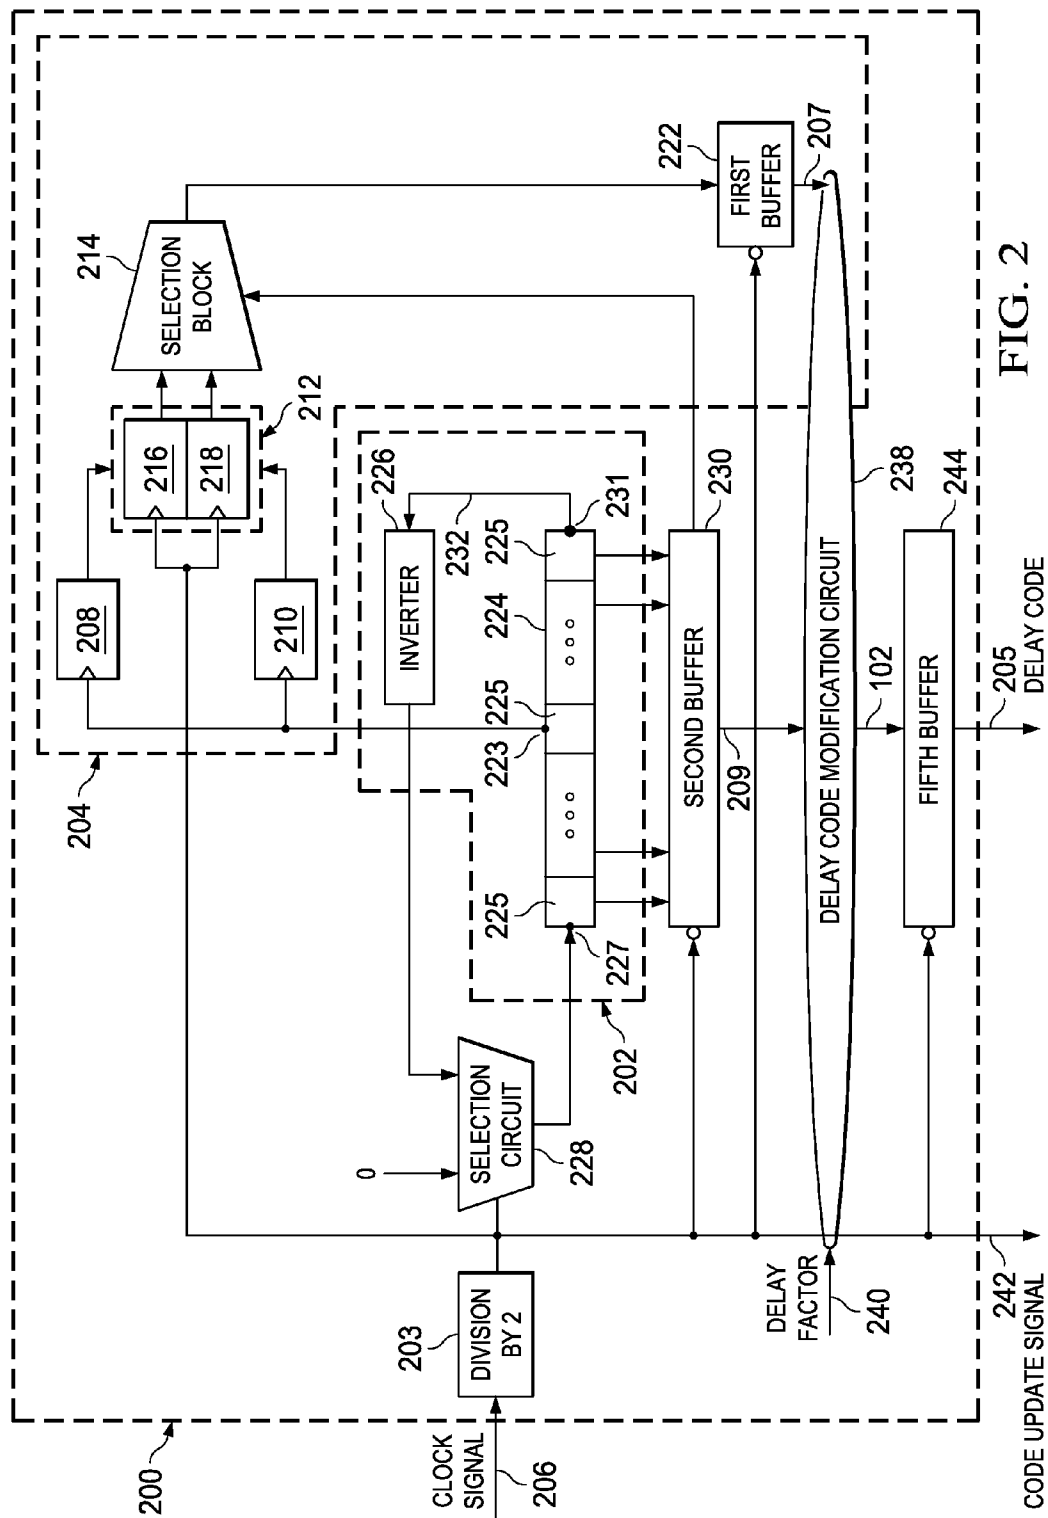 200
204
208
210
212
216
218
214
SELECTION
BLOCK
222
FIRST
BUFFER
207
226
INVERTER
232
231
225
224
225
223
225
227
202
230
SECOND BUFFER
209
238
DELAY CODE MODIFICATION CIRCUIT
102
244
FIFTH BUFFER
205
DELAY CODE
0
SELECTION
CIRCUIT
228
203
DIVISION
BY 2
CLOCK
SIGNAL
206
DELAY
FACTOR
240
242
CODE UPDATE SIGNAL
FIG. 2